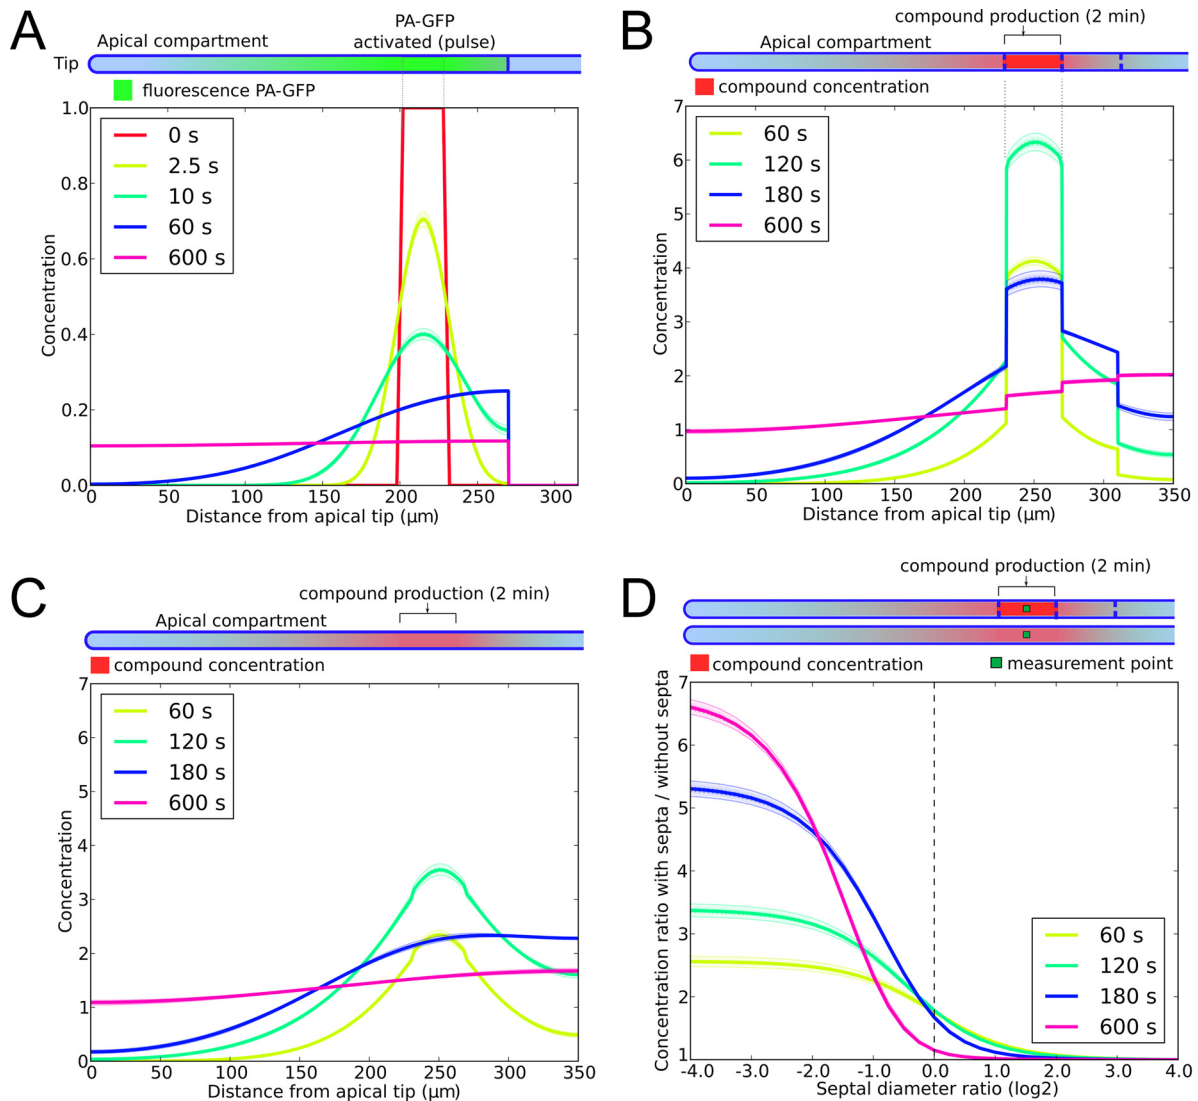 A
PA-GFP
activated (pulse)
Apical compartment
Tip
fluorescence PA-GFP
1.0
0.8
0.6
0.4
0.2
0.0
Concentration
0 s
2.5 s
10 s
60 s
600 s
0 50 100 150 200 250 300
Distance from apical tip (µm)
B
compound production (2 min)
Apical compartment
compound concentration
7
6
5
4
3
2
1
0
Concentration
60 s
120 s
180 s
600 s
0 50 100 150 200 250 300 350
Distance from apical tip (µm)
C
compound production (2 min)
Apical compartment
compound concentration
7
6
5
4
3
2
1
0
Concentration
60 s
120 s
180 s
600 s
0 50 100 150 200 250 300 350
Distance from apical tip (µm)
D
compound production (2 min)
compound concentration
measurement point
7
6
5
4
3
2
1
Concentration ratio with septa / without septa
60 s
120 s
180 s
600 s
-4.0 -3.0 -2.0 -1.0 0.0 1.0 2.0 3.0 4.0
Septal diameter ratio (log2)